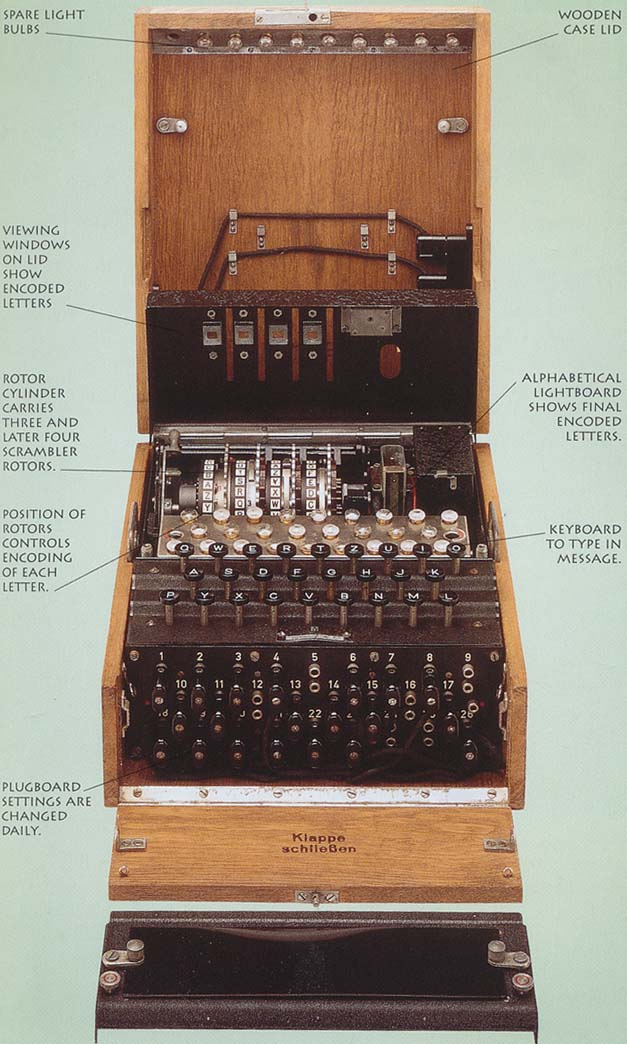 SPARE LIGHT
BULBS
WOODEN
CASE LID
VIEWING
WINDOWS
ON LID
SHOW
ENCODED
LETTERS
ROTOR
CYLINDER
CARRIES
THREE AND
LATER FOUR
SCRAMBLER
ROTORS.
ALPHABETICAL
LIGHTBOARD
SHOWS FINAL
ENCODED
LETTERS.
POSITION OF
ROTORS
CONTROLS
ENCODING
OF EACH
LETTER.
KEYBOARD
TO TYPE IN
MESSAGE.
Q W E R T Z U I O
A S D F G H J K
P Y X C V B N M L
1 2 3 4 5 6 7 8 9
10 11 12 13 14 15 16 17
22
PLUGBOARD
SETTINGS ARE
CHANGED
DAILY.
Klappe
schließen